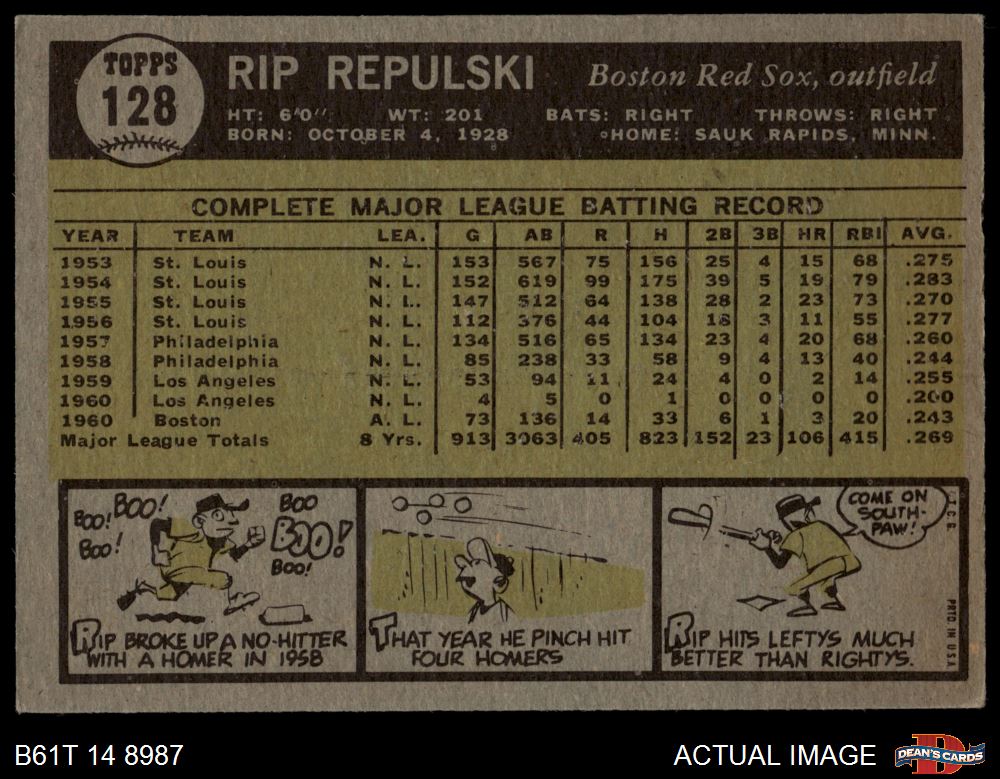 TOPPS
128
RIP REPULSKI Boston Red Sox, outfield
HT: 6'0" WT: 201 BATS: RIGHT THROWS: RIGHT
BORN: OCTOBER 4, 1928 HOME: SAUK RAPIDS, MINN.
COMPLETE MAJOR LEAGUE BATTING RECORD
YEAR TEAM LEA. G AB R H 2B 3B HR RBI AVG.
1953 St. Louis N. L. 153 567 75 156 25 4 15 68 .275
1954 St. Louis N. L. 152 619 99 175 39 5 19 79 .283
1955 St. Louis N. L. 147 512 64 138 28 2 23 73 .270
1956 St. Louis N. L. 112 376 44 104 18 3 11 55 .277
1957 Philadelphia N. L. 134 516 65 134 23 4 20 68 .260
1958 Philadelphia N. L. 85 238 33 58 9 4 13 40 .244
1959 Los Angeles N. L. 53 94 11 24 4 0 2 14 .255
1960 Los Angeles N. L. 4 5 0 1 0 0 0 0 .200
1960 Boston A. L. 73 136 14 33 6 1 3 20 .243
Major League Totals 8 Yrs. 913 3063 405 823 152 23 106 415 .269
BOO! BOO! BOO!
BOO BOO! BOO!
RIP BROKE UP A NO-HITTER
WITH A HOMER IN 1958
THAT YEAR HE PINCH HIT
FOUR HOMERS
COME ON
SOUTH-
PAW!
RIP HITS LEFTYS MUCH
BETTER THAN RIGHTYS.
T.C.G.
PRTD. IN U.S.A.
B61T 14 8987
ACTUAL IMAGE
DEAN'S CARDS